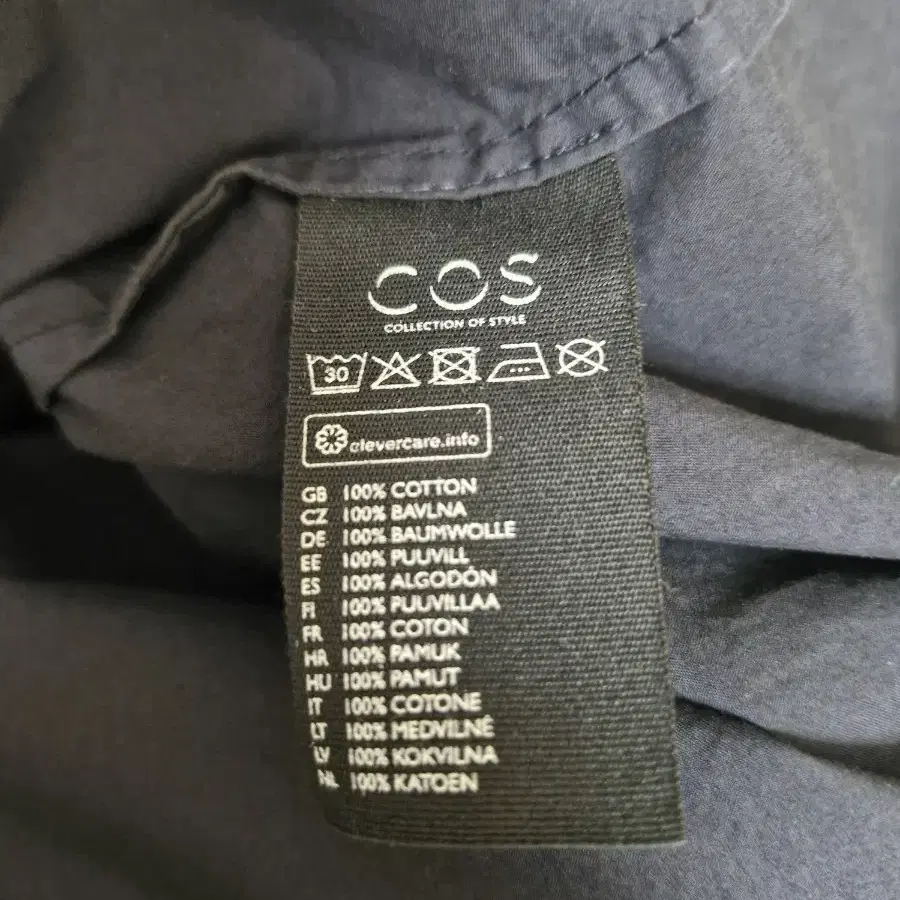 COS
COLLECTION OF STYLE
30
clevercare.info
GB 100% COTTON
CZ 100% BAVLNA
DE 100% BAUMWOLLE
EE 100% PUUVILL
ES 100% ALGODÓN
FI 100% PUUVILLAA
FR 100% COTON
HR 100% PAMUK
HU 100% PAMUT
IT 100% COTONE
LT 100% MEDVILNĖ
LV 100% KOKVILNA
NL 100% KATOEN